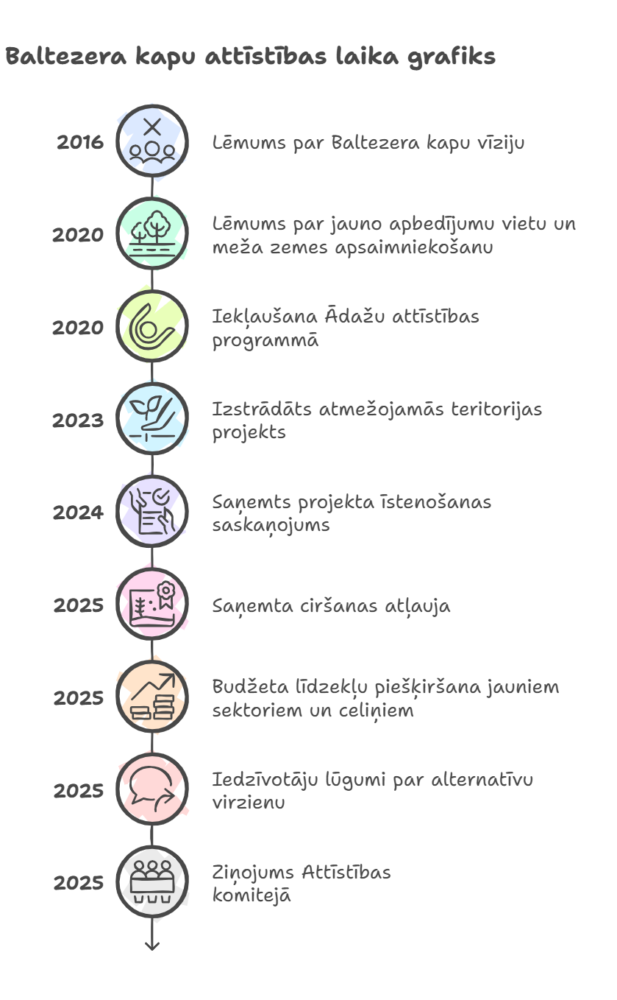 Baltezera kapu attīstības laika grafiks
2016
Lēmums par Baltezera kapu vīziju
2020
Lēmums par jauno apbedījumu vietu un
meža zemes apsaimniekošanu
2020
Iekļaušana Ādažu attīstības
programmā
2023
Izstrādāts atmežojamās teritorijas
projekts
2024
Saņemts projekta īstenošanas
saskaņojums
2025
Saņemta ciršanas atļauja
2025
Budžeta līdzekļu piešķiršana jauniem
sektoriem un celiņiem
2025
Iedzīvotāju lūgumi par alternatīvu
virzienu
2025
Ziņojums Attīstības
komitejā